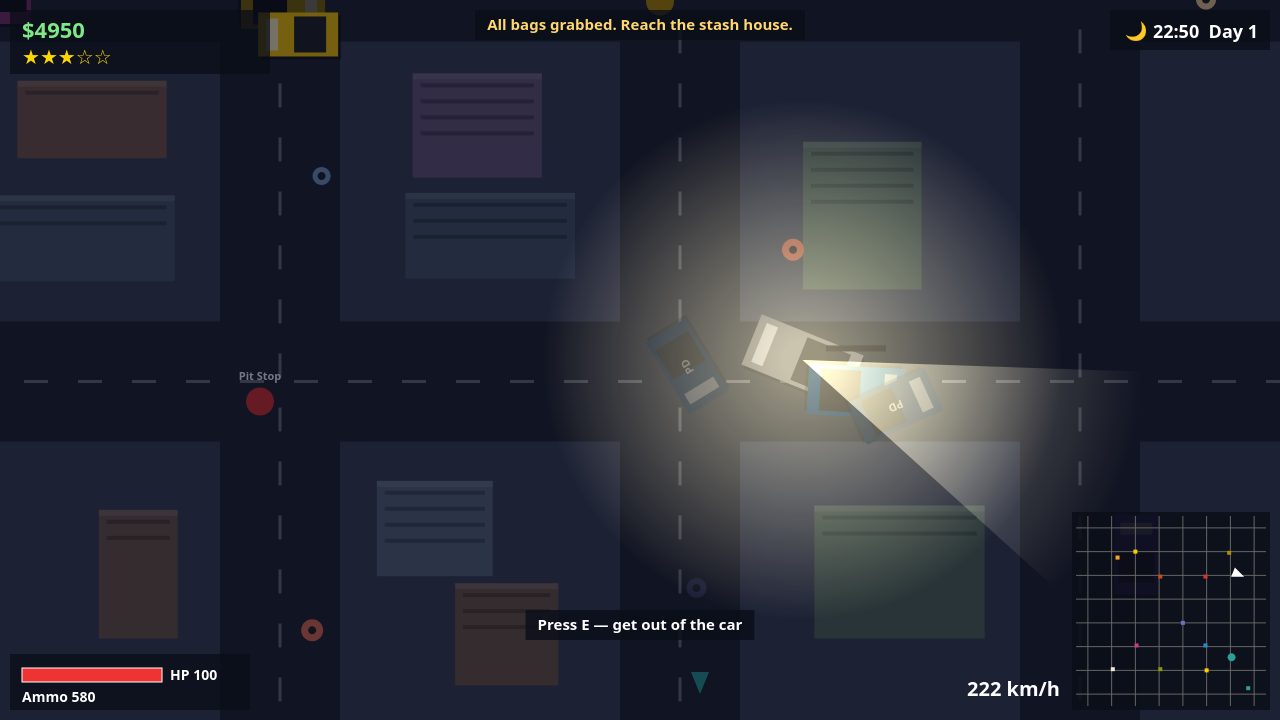 $4950
★★★☆☆
All bags grabbed. Reach the stash house.
🌙 22:50 Day 1
Pit Stop
PD
PD
Press E — get out of the car
222 km/h
HP 100
Ammo 580